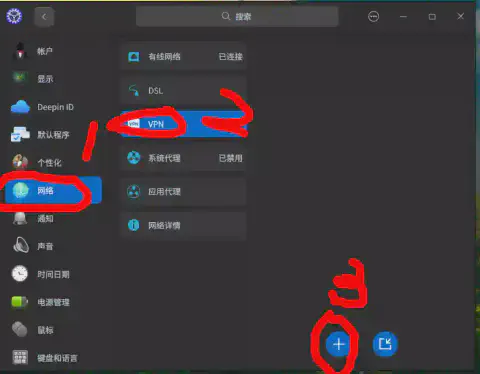 搜索
帐户
显示
Deepin ID
默认程序
个性化
网络
通知
声音
时间日期
电源管理
鼠标
键盘和语言
有线网络 已连接
DSL
VPN VPN
系统代理 已禁用
应用代理
网络详情
1
2
3